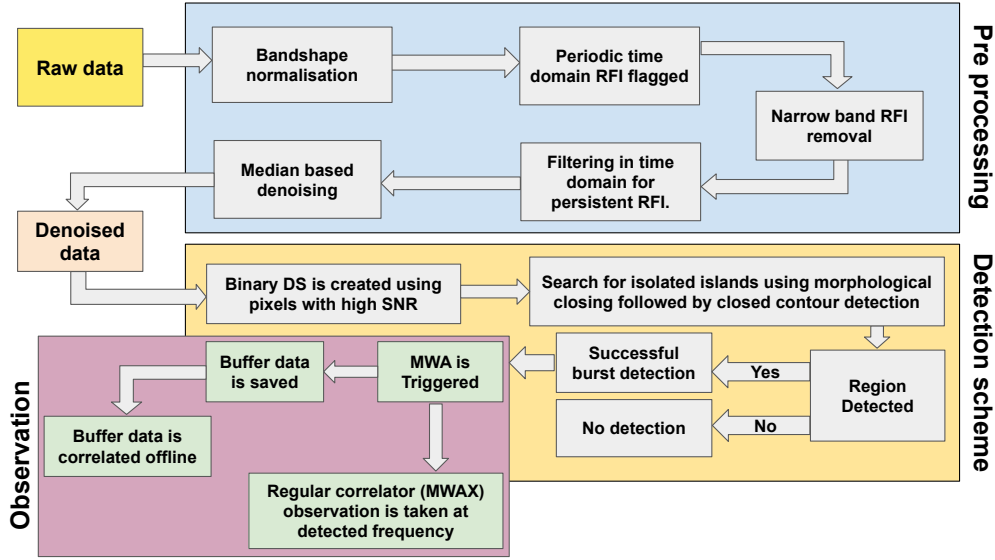 Raw data
Bandshape
normalisation
Periodic time
domain RFI flagged
Narrow band RFI
removal
Filtering in time
domain for
persistent RFI.
Median based
denoising
Pre processing
Denoised
data
Binary DS is created using
pixels with high SNR
Search for isolated islands using morphological
closing followed by closed contour detection
Region
Detected
Yes
No
Successful
burst detection
No detection
Detection scheme
MWA is
Triggered
Buffer data
is saved
Buffer data is
correlated offline
Regular correlator (MWAX)
observation is taken at
detected frequency
Observation